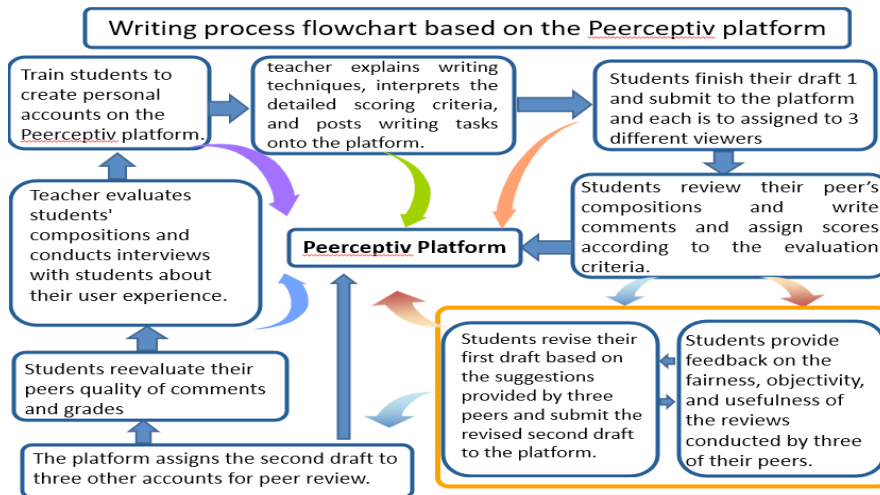 Writing process flowchart based on the Peerceptiv platform
Train students to
create personal
accounts on the
Peerceptiv platform.
teacher explains writing
techniques, interprets the
detailed scoring criteria,
and posts writing tasks
onto the platform.
Students finish their draft 1
and submit to the platform
and each is to assigned to 3
different viewers
Students review their peer's
compositions and write
comments and assign scores
according to the evaluation
criteria.
Peerceptiv Platform
Teacher evaluates
students'
compositions and
conducts interviews
with students about
their user experience.
Students revise their
first draft based on
the suggestions
provided by three
peers and submit the
revised second draft
to the platform.
Students provide
feedback on the
fairness, objectivity,
and usefulness of
the reviews
conducted by three
of their peers.
Students reevaluate their
peers quality of comments
and grades
The platform assigns the second draft to
three other accounts for peer review.